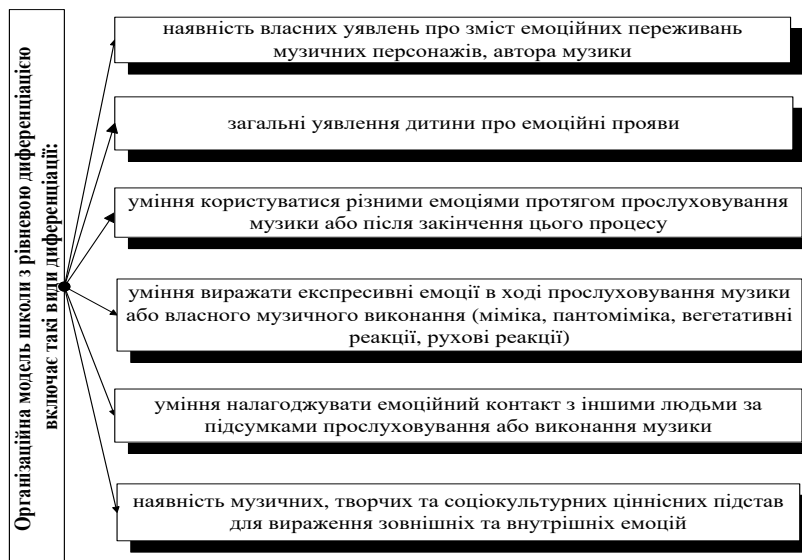 Організаційна модель школи з рівневою диференціацією
включає такі види диференціації:
наявність власних уявлень про зміст емоційних переживань
музичних персонажів, автора музики
загальні уявлення дитини про емоційні прояви
уміння користуватися різними емоціями протягом прослуховування
музики або після закінчення цього процесу
уміння виражати експресивні емоції в ході прослуховування музики
або власного музичного виконання (міміка, пантоміміка, вегетативні
реакції, рухові реакції)
уміння налагоджувати емоційний контакт з іншими людьми за
підсумками прослуховування або виконання музики
наявність музичних, творчих та соціокультурних ціннісних підстав
для вираження зовнішніх та внутрішніх емоцій